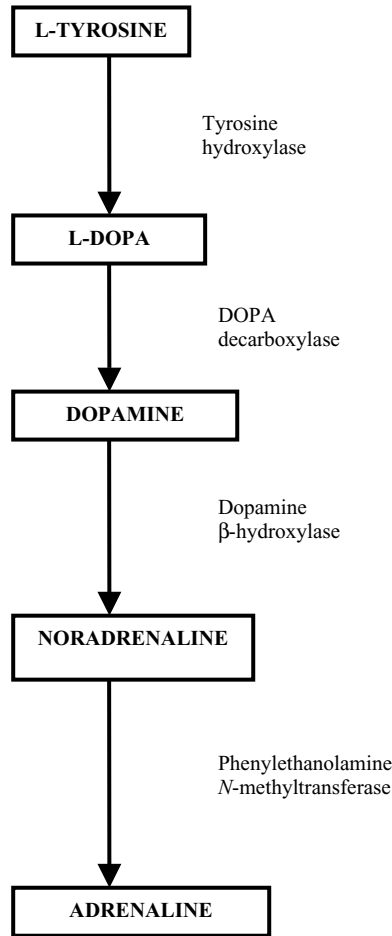 L-TYROSINE
Tyrosine
hydroxylase
L-DOPA
DOPA
decarboxylase
DOPAMINE
Dopamine
β-hydroxylase
NORADRENALINE
Phenylethanolamine
N-methyltransferase
ADRENALINE